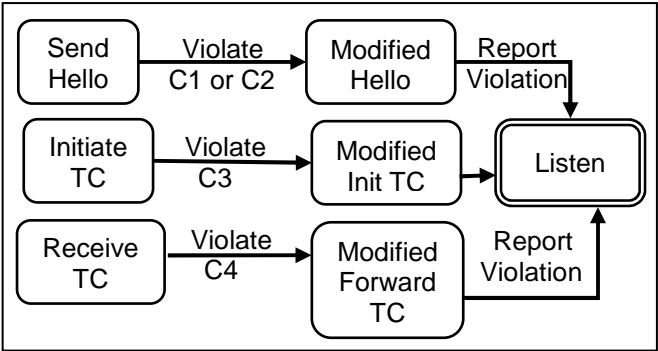 Send
Hello
Violate
C1 or C2
Modified
Hello
Report
Violation
Initiate
TC
Violate
C3
Modified
Init TC
Listen
Receive
TC
Violate
C4
Modified
Forward
TC
Report
Violation